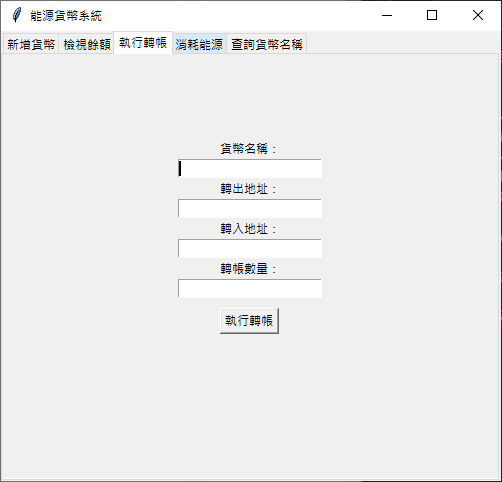 能源貨幣系統
新增貨幣 檢視餘額 執行轉帳 消耗能源 查詢貨幣名稱
貨幣名稱：
轉出地址：
轉入地址：
轉帳數量：
執行轉帳